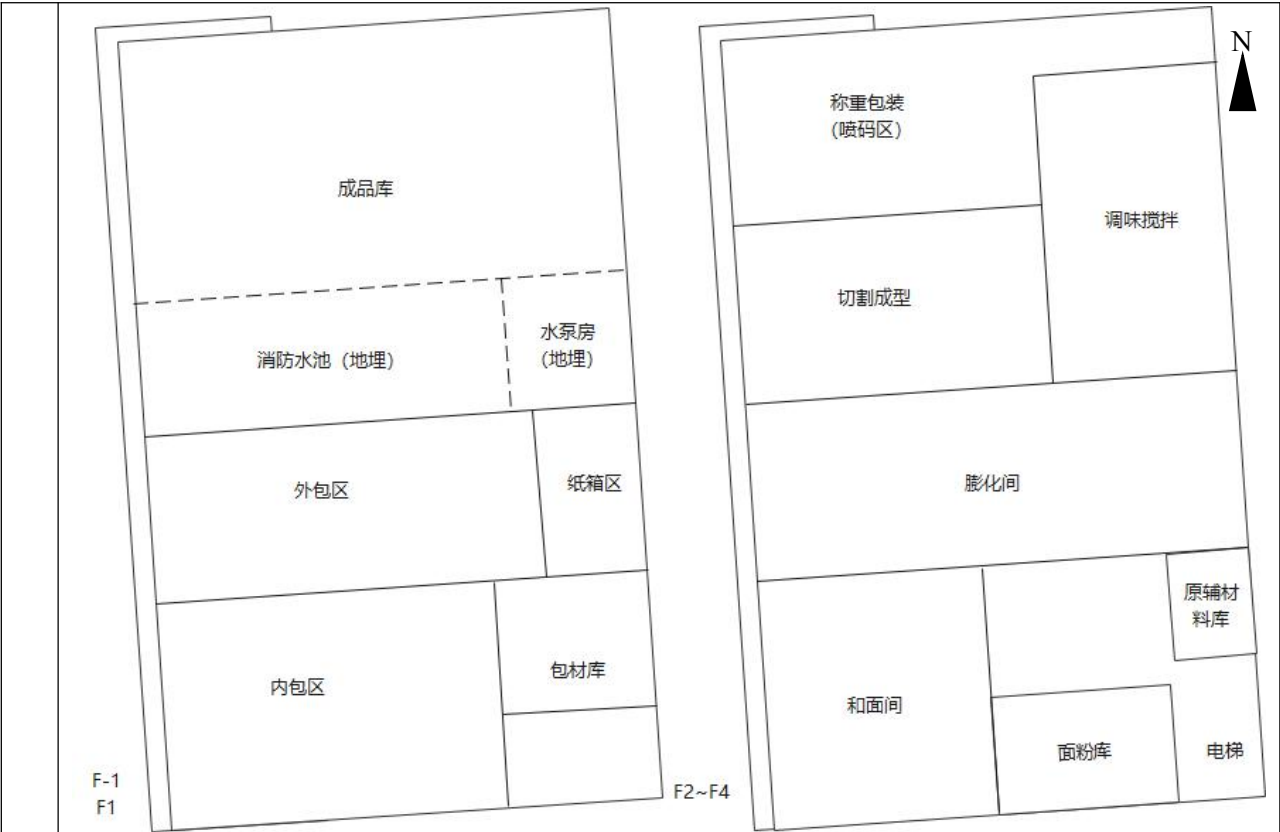 N
成品库
消防水池（地埋）
水泵房
（地埋）
外包区
纸箱区
内包区
包材库
F-1
F1
称重包装
（喷码区）
调味搅拌
切割成型
膨化间
原辅材
料库
和面间
面粉库
电梯
F2~F4